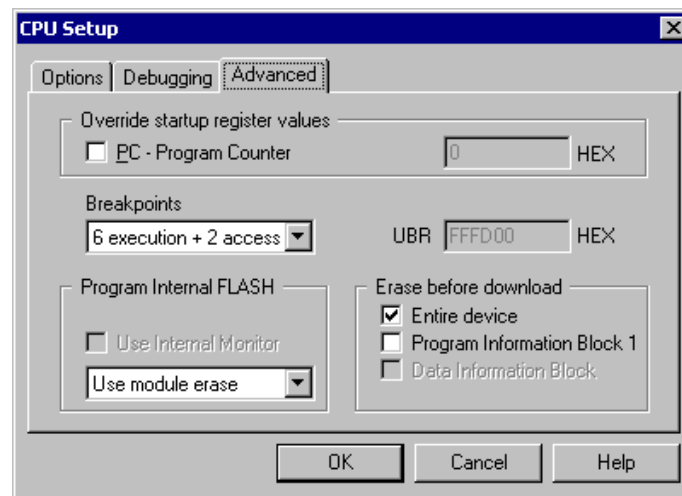 CPU Setup
Options Debugging Advanced
Override startup register values
PC - Program Counter 0 HEX
Breakpoints
6 execution + 2 access UBR FFFD00 HEX
Program Internal FLASH Erase before download
Entire device
Use Internal Monitor Program Information Block 1
Data Information Block
Use module erase
OK Cancel Help